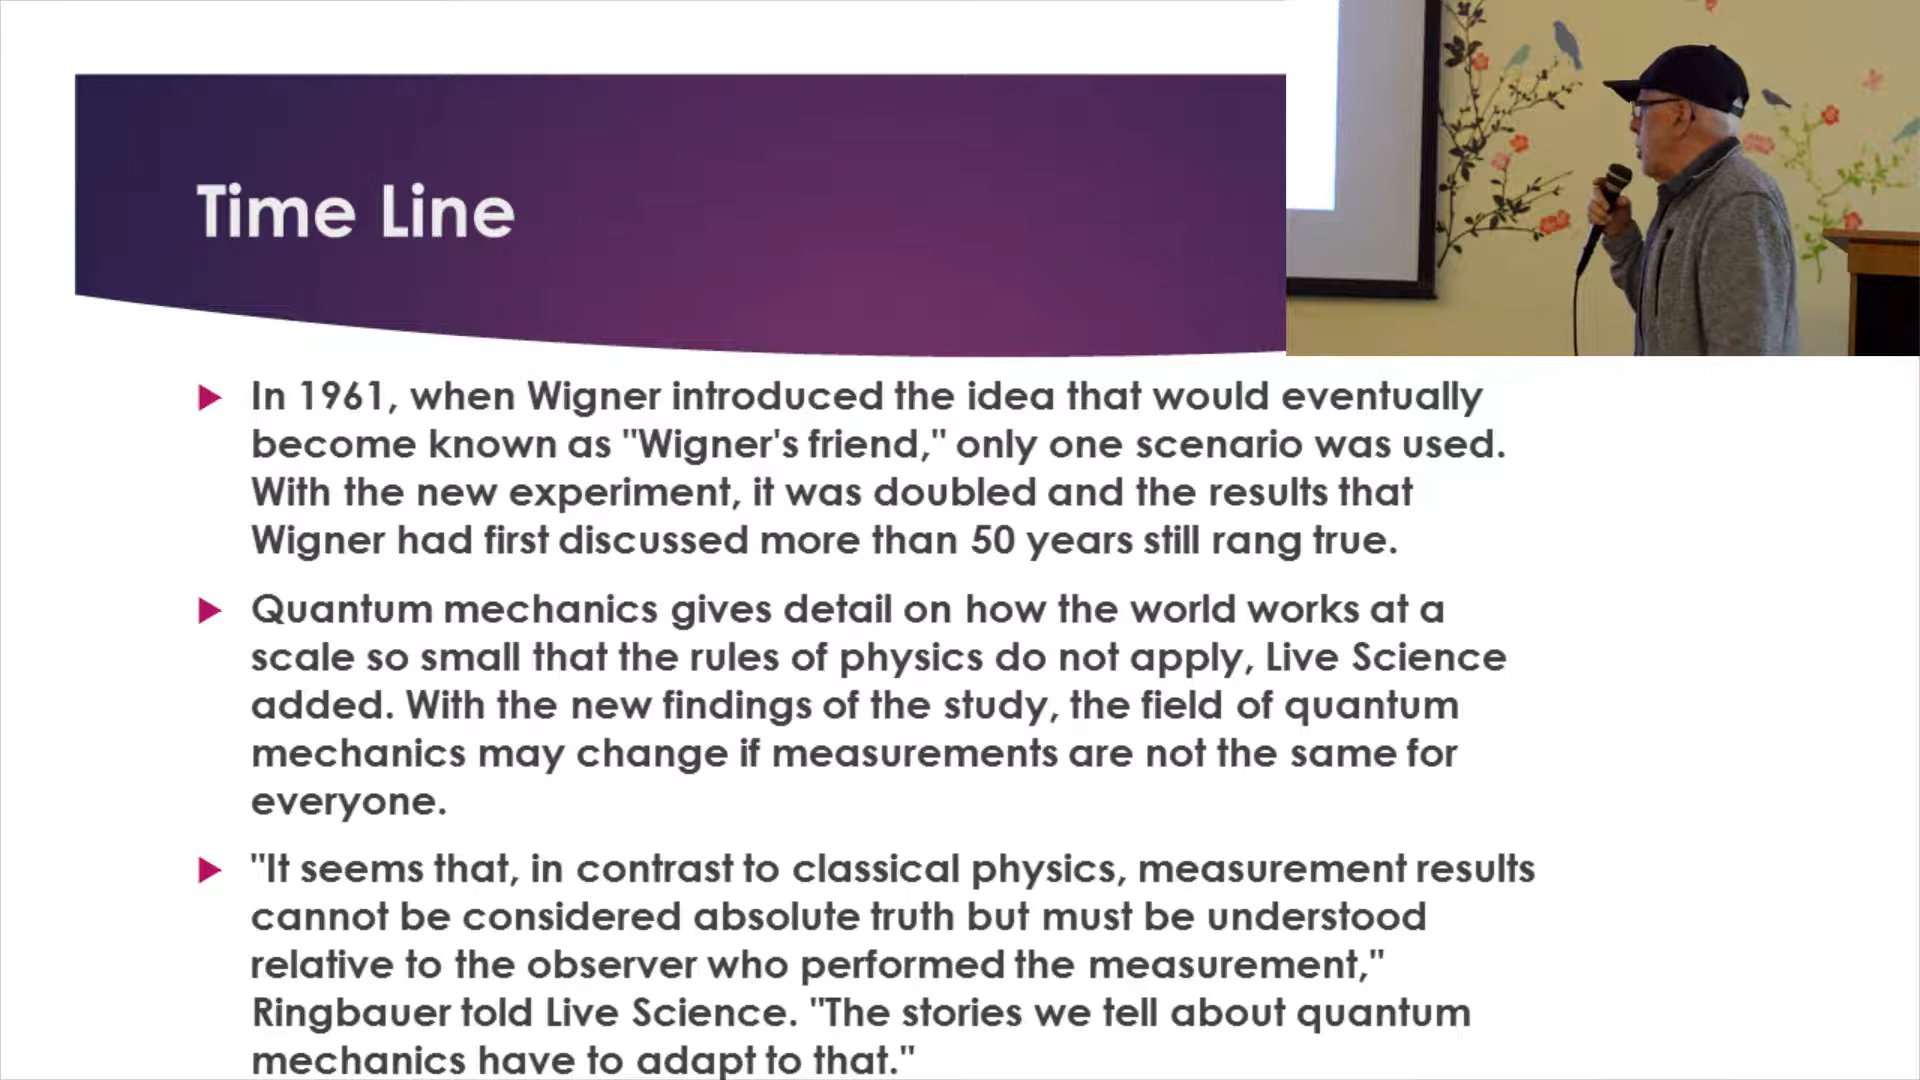 Time Line
In 1961, when Wigner introduced the idea that would eventually
become known as "Wigner's friend," only one scenario was used.
With the new experiment, it was doubled and the results that
Wigner had first discussed more than 50 years still rang true.
Quantum mechanics gives detail on how the world works at a
scale so small that the rules of physics do not apply, Live Science
added. With the new findings of the study, the field of quantum
mechanics may change if measurements are not the same for
everyone.
"It seems that, in contrast to classical physics, measurement results
cannot be considered absolute truth but must be understood
relative to the observer who performed the measurement,"
Ringbauer told Live Science. "The stories we tell about quantum
mechanics have to adapt to that."